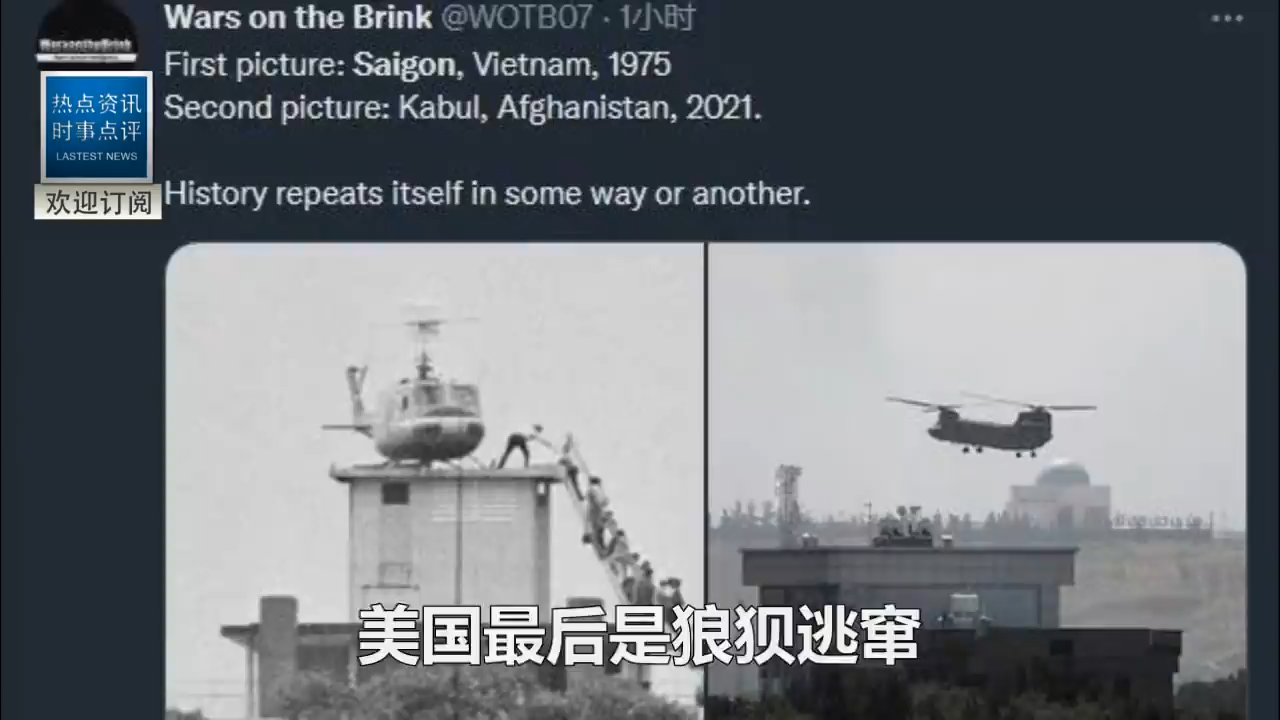 Wars on the Brink @WOTB07 · 1小时
First picture: Saigon, Vietnam, 1975
Second picture: Kabul, Afghanistan, 2021.
热点资讯
时事点评
LASTEST NEWS
欢迎订阅
History repeats itself in some way or another.
美国最后是狼狈逃窜